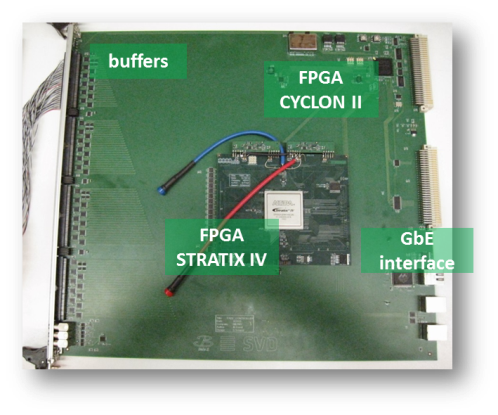 buffers
FPGA
CYCLON II
FPGA
STRATIX IV
GbE
interface